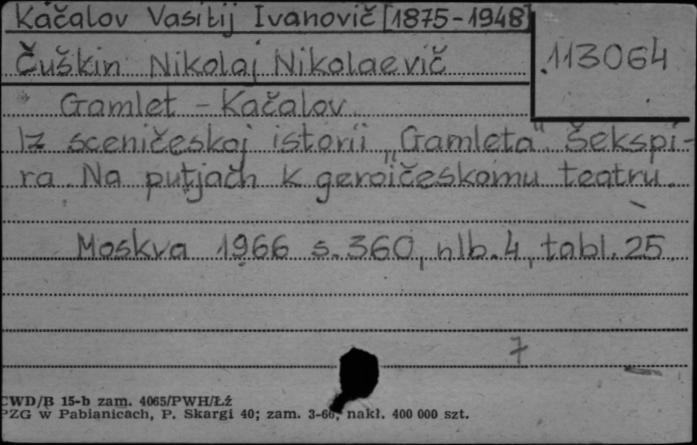 Kačalov Vasilij Ivanovič [1875-1948]
Čuškin Nikolaj Nikolaevič
113064
Gamlet - Kačalov
Iz sceničeskoj istorii „Gamleta" Šekspi-
ra. Na putjach k geroičeskomu teatru.
Moskva 1966 s. 360, nlb. 4, tabl. 25
7
CWD/B 15-b zam. 4065/PWH/Łź
PZG w Pabianicach, P. Skargi 40; zam. 3-66, nakł. 400 000 szt.